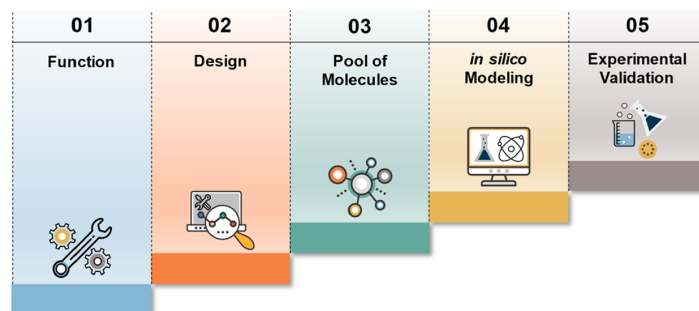 01
Function
02
Design
03
Pool of
Molecules
04
in silico
Modeling
05
Experimental
Validation